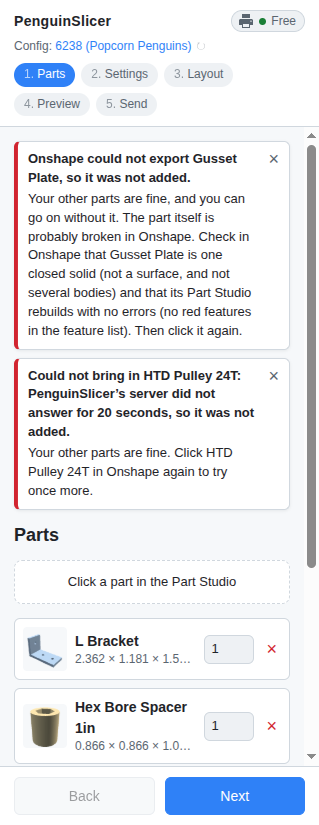 PenguinSlicer
Free
Config: 6238 (Popcorn Penguins)
1. Parts
2. Settings
3. Layout
4. Preview
5. Send
Onshape could not export Gusset
Plate, so it was not added.
Your other parts are fine, and you can
go on without it. The part itself is
probably broken in Onshape. Check in
Onshape that Gusset Plate is one
closed solid (not a surface, and not
several bodies) and that its Part Studio
rebuilds with no errors (no red features
in the feature list). Then click it again.
Could not bring in HTD Pulley 24T:
PenguinSlicer’s server did not
answer for 20 seconds, so it was not
added.
Your other parts are fine. Click HTD
Pulley 24T in Onshape again to try
once more.
Parts
Click a part in the Part Studio
L Bracket
2.362 × 1.181 × 1.5…
1
Hex Bore Spacer
1in
0.866 × 0.866 × 1.0…
1
Back
Next